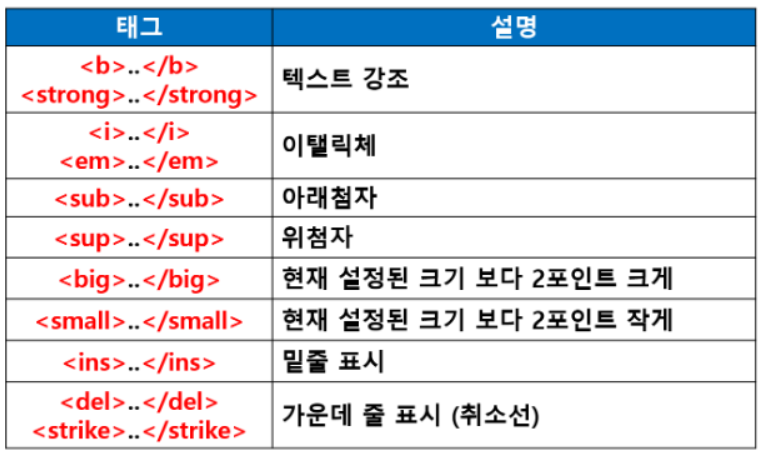 태그 설명
<b>..</b>
<strong>..</strong>
텍스트 강조
<i>..</i>
<em>..</em>
이탤릭체
<sub>..</sub> 아래첨자
<sup>..</sup> 위첨자
<big>..</big> 현재 설정된 크기 보다 2포인트 크게
<small>..</small> 현재 설정된 크기 보다 2포인트 작게
<ins>..</ins> 밑줄 표시
<del>..</del>
<strike>..</strike>
가운데 줄 표시 (취소선)